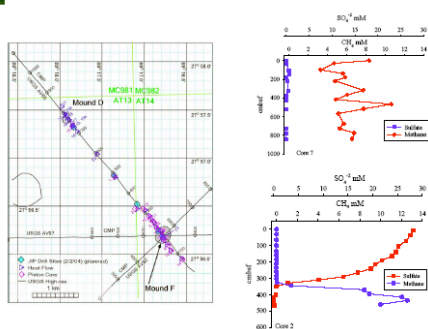 MC981 MC982
AT13 AT14
Mound D
27° 58.0'
27° 57.5'
27° 57.0'
27° 56.5'
27° 56.0'
CMP
USGS AV67
CMP
JIP Drill Sites (2/2/04) (planned)
Heat Flow
Piston Core
USGS High-res
1 km
Mound F
SO₄⁻² mM
0 10 20 30
CH₄ mM
0 2 4 6 8 10 12 14
0
200
400
600
800
1000
cmbsf
Sulfate
Methane
Core 7
SO₄⁻² mM
0 5 10 15 20 25 30
CH₄ mM
0 2 4 6 8 10 12 14
0
100
200
300
400
500
600
cmbsf
Sulfate
Methane
Core 2